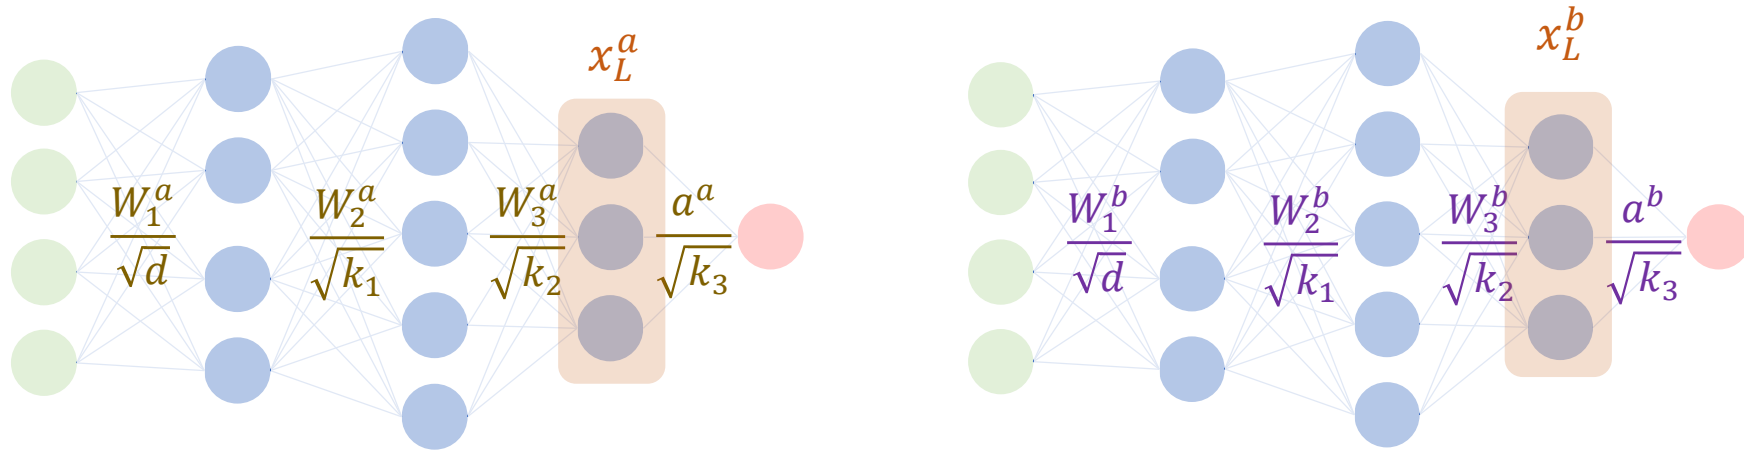 x_L^a
x_L^b
W_1^a/√d
W_2^a/√k_1
W_3^a/√k_2
a^a/√k_3
W_1^b/√d
W_2^b/√k_1
W_3^b/√k_2
a^b/√k_3